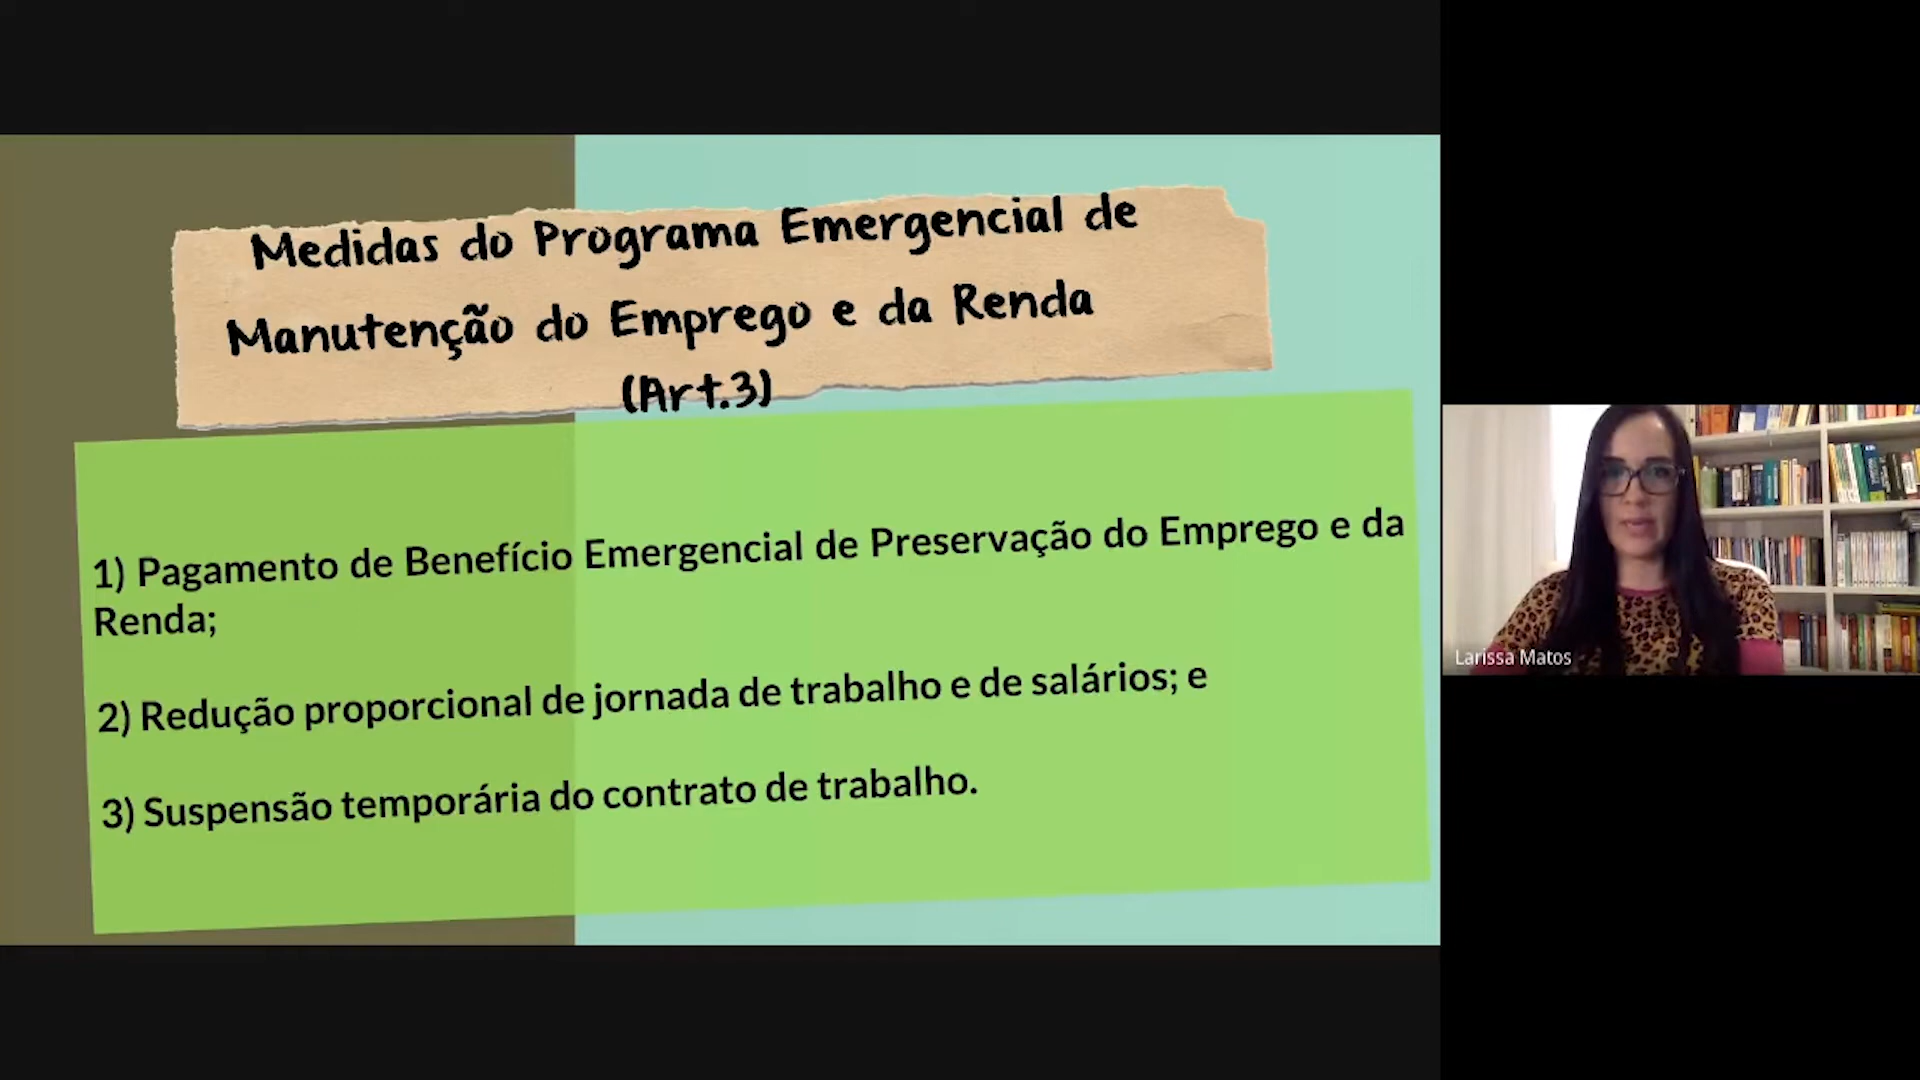 Medidas do Programa Emergencial de
Manutenção do Emprego e da Renda
(Art.3)
1) Pagamento de Benefício Emergencial de Preservação do Emprego e da
Renda;
2) Redução proporcional de jornada de trabalho e de salários; e
3) Suspensão temporária do contrato de trabalho.
Larissa Matos